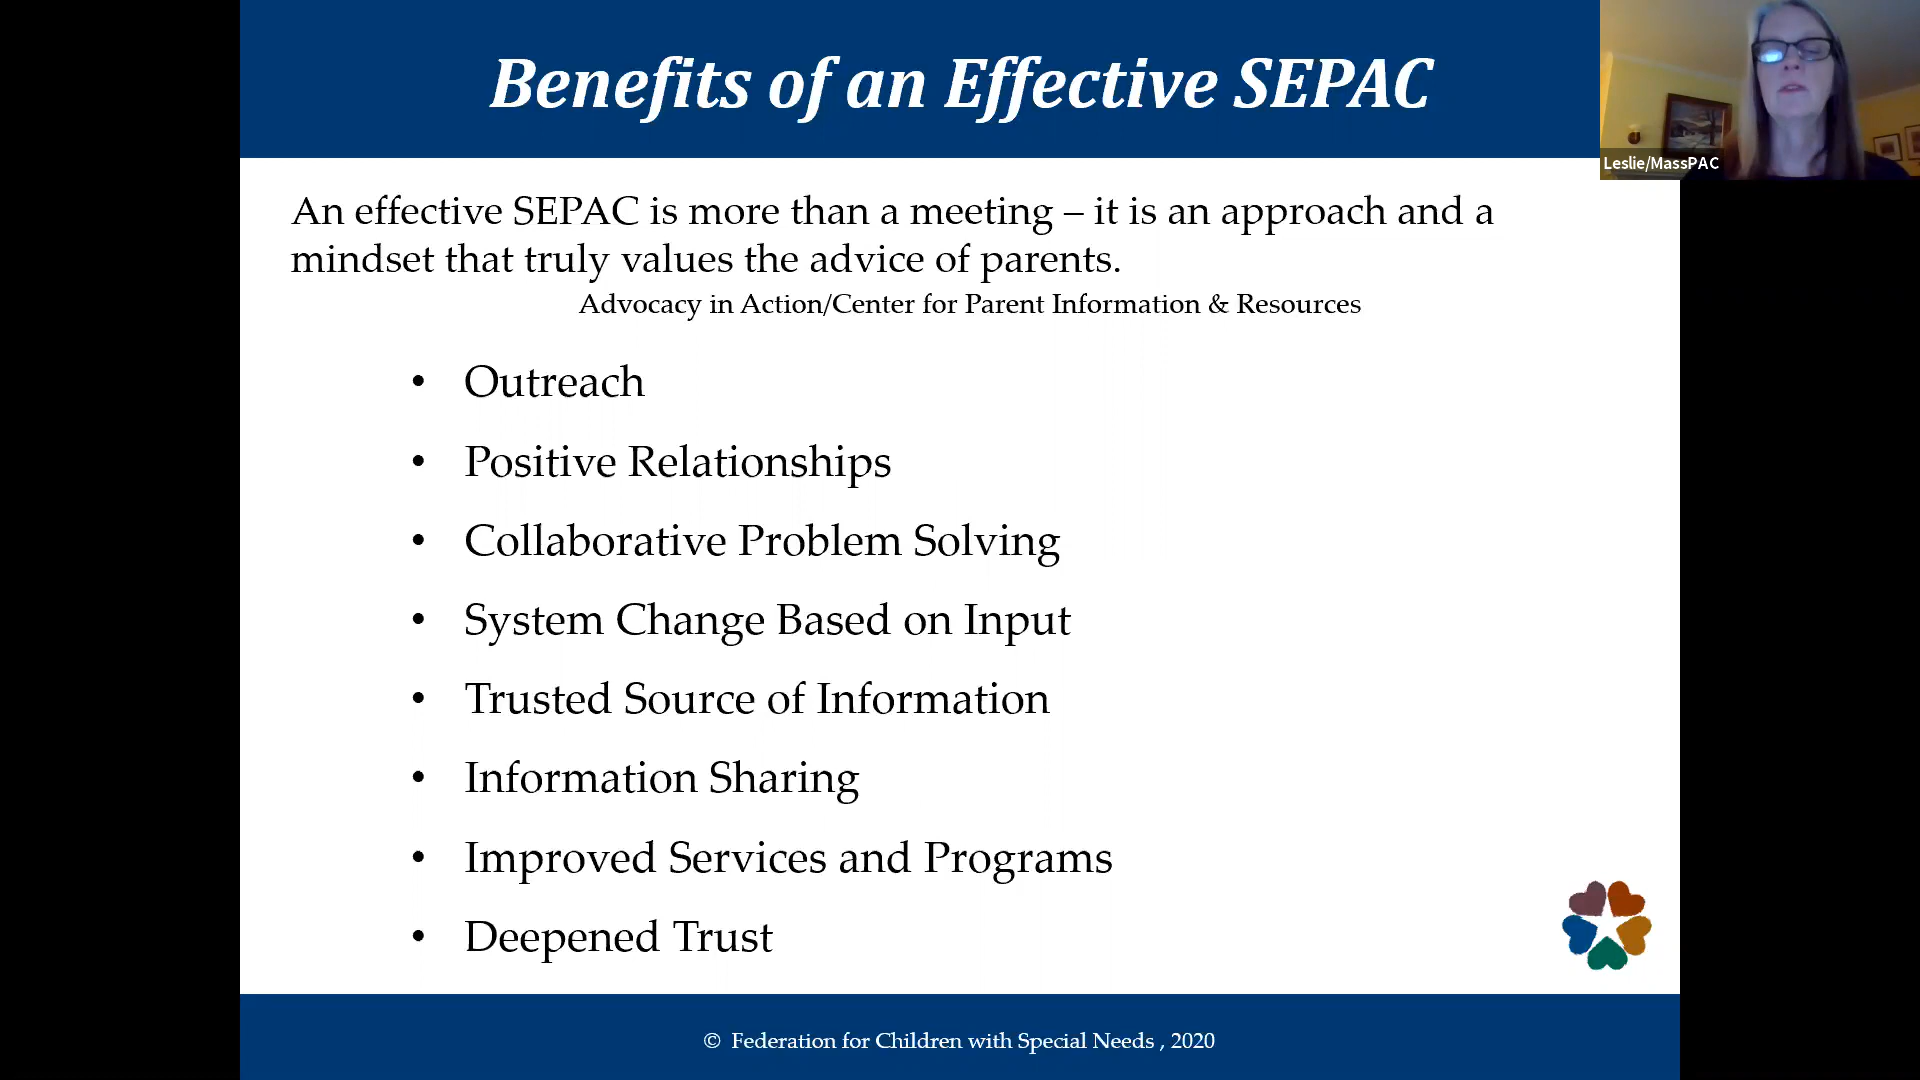 Benefits of an Effective SEPAC
Leslie/MassPAC
An effective SEPAC is more than a meeting – it is an approach and a
mindset that truly values the advice of parents.
Advocacy in Action/Center for Parent Information & Resources
• Outreach
• Positive Relationships
• Collaborative Problem Solving
• System Change Based on Input
• Trusted Source of Information
• Information Sharing
• Improved Services and Programs
• Deepened Trust
© Federation for Children with Special Needs , 2020